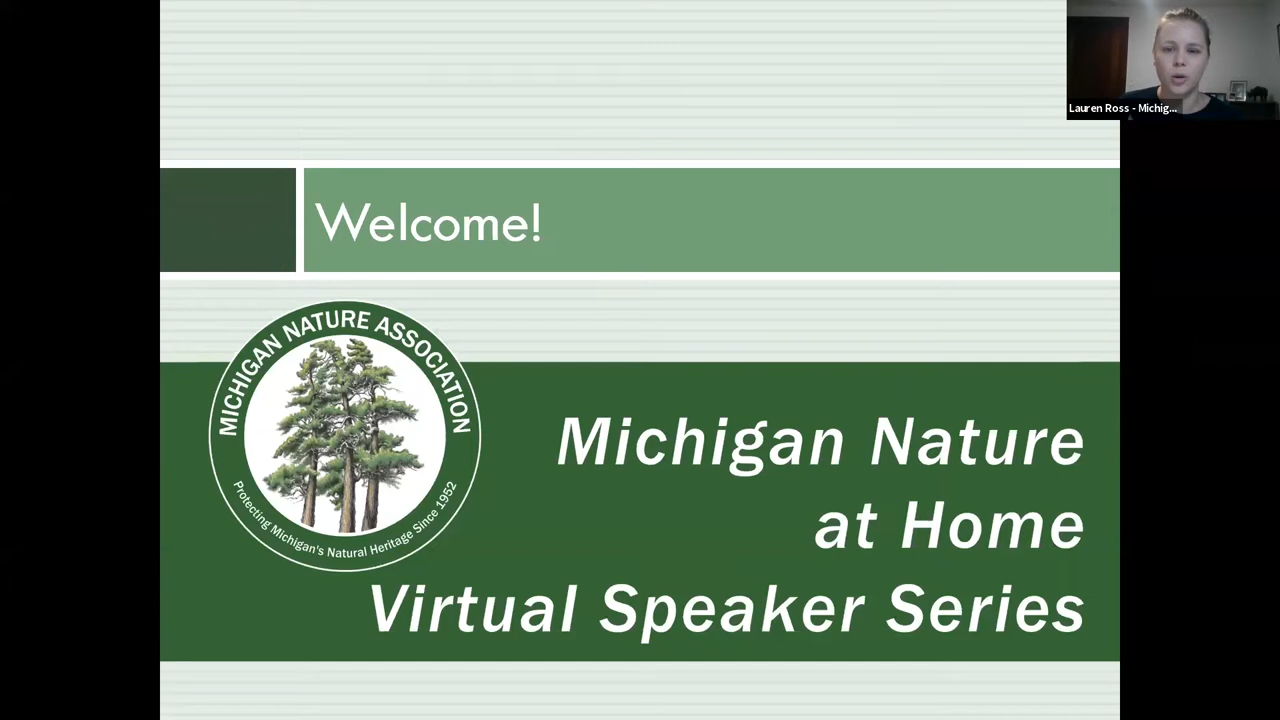 Lauren Ross - Michig...
Welcome!
MICHIGAN NATURE ASSOCIATION
Protecting Michigan's Natural Heritage Since 1952
Michigan Nature
at Home
Virtual Speaker Series